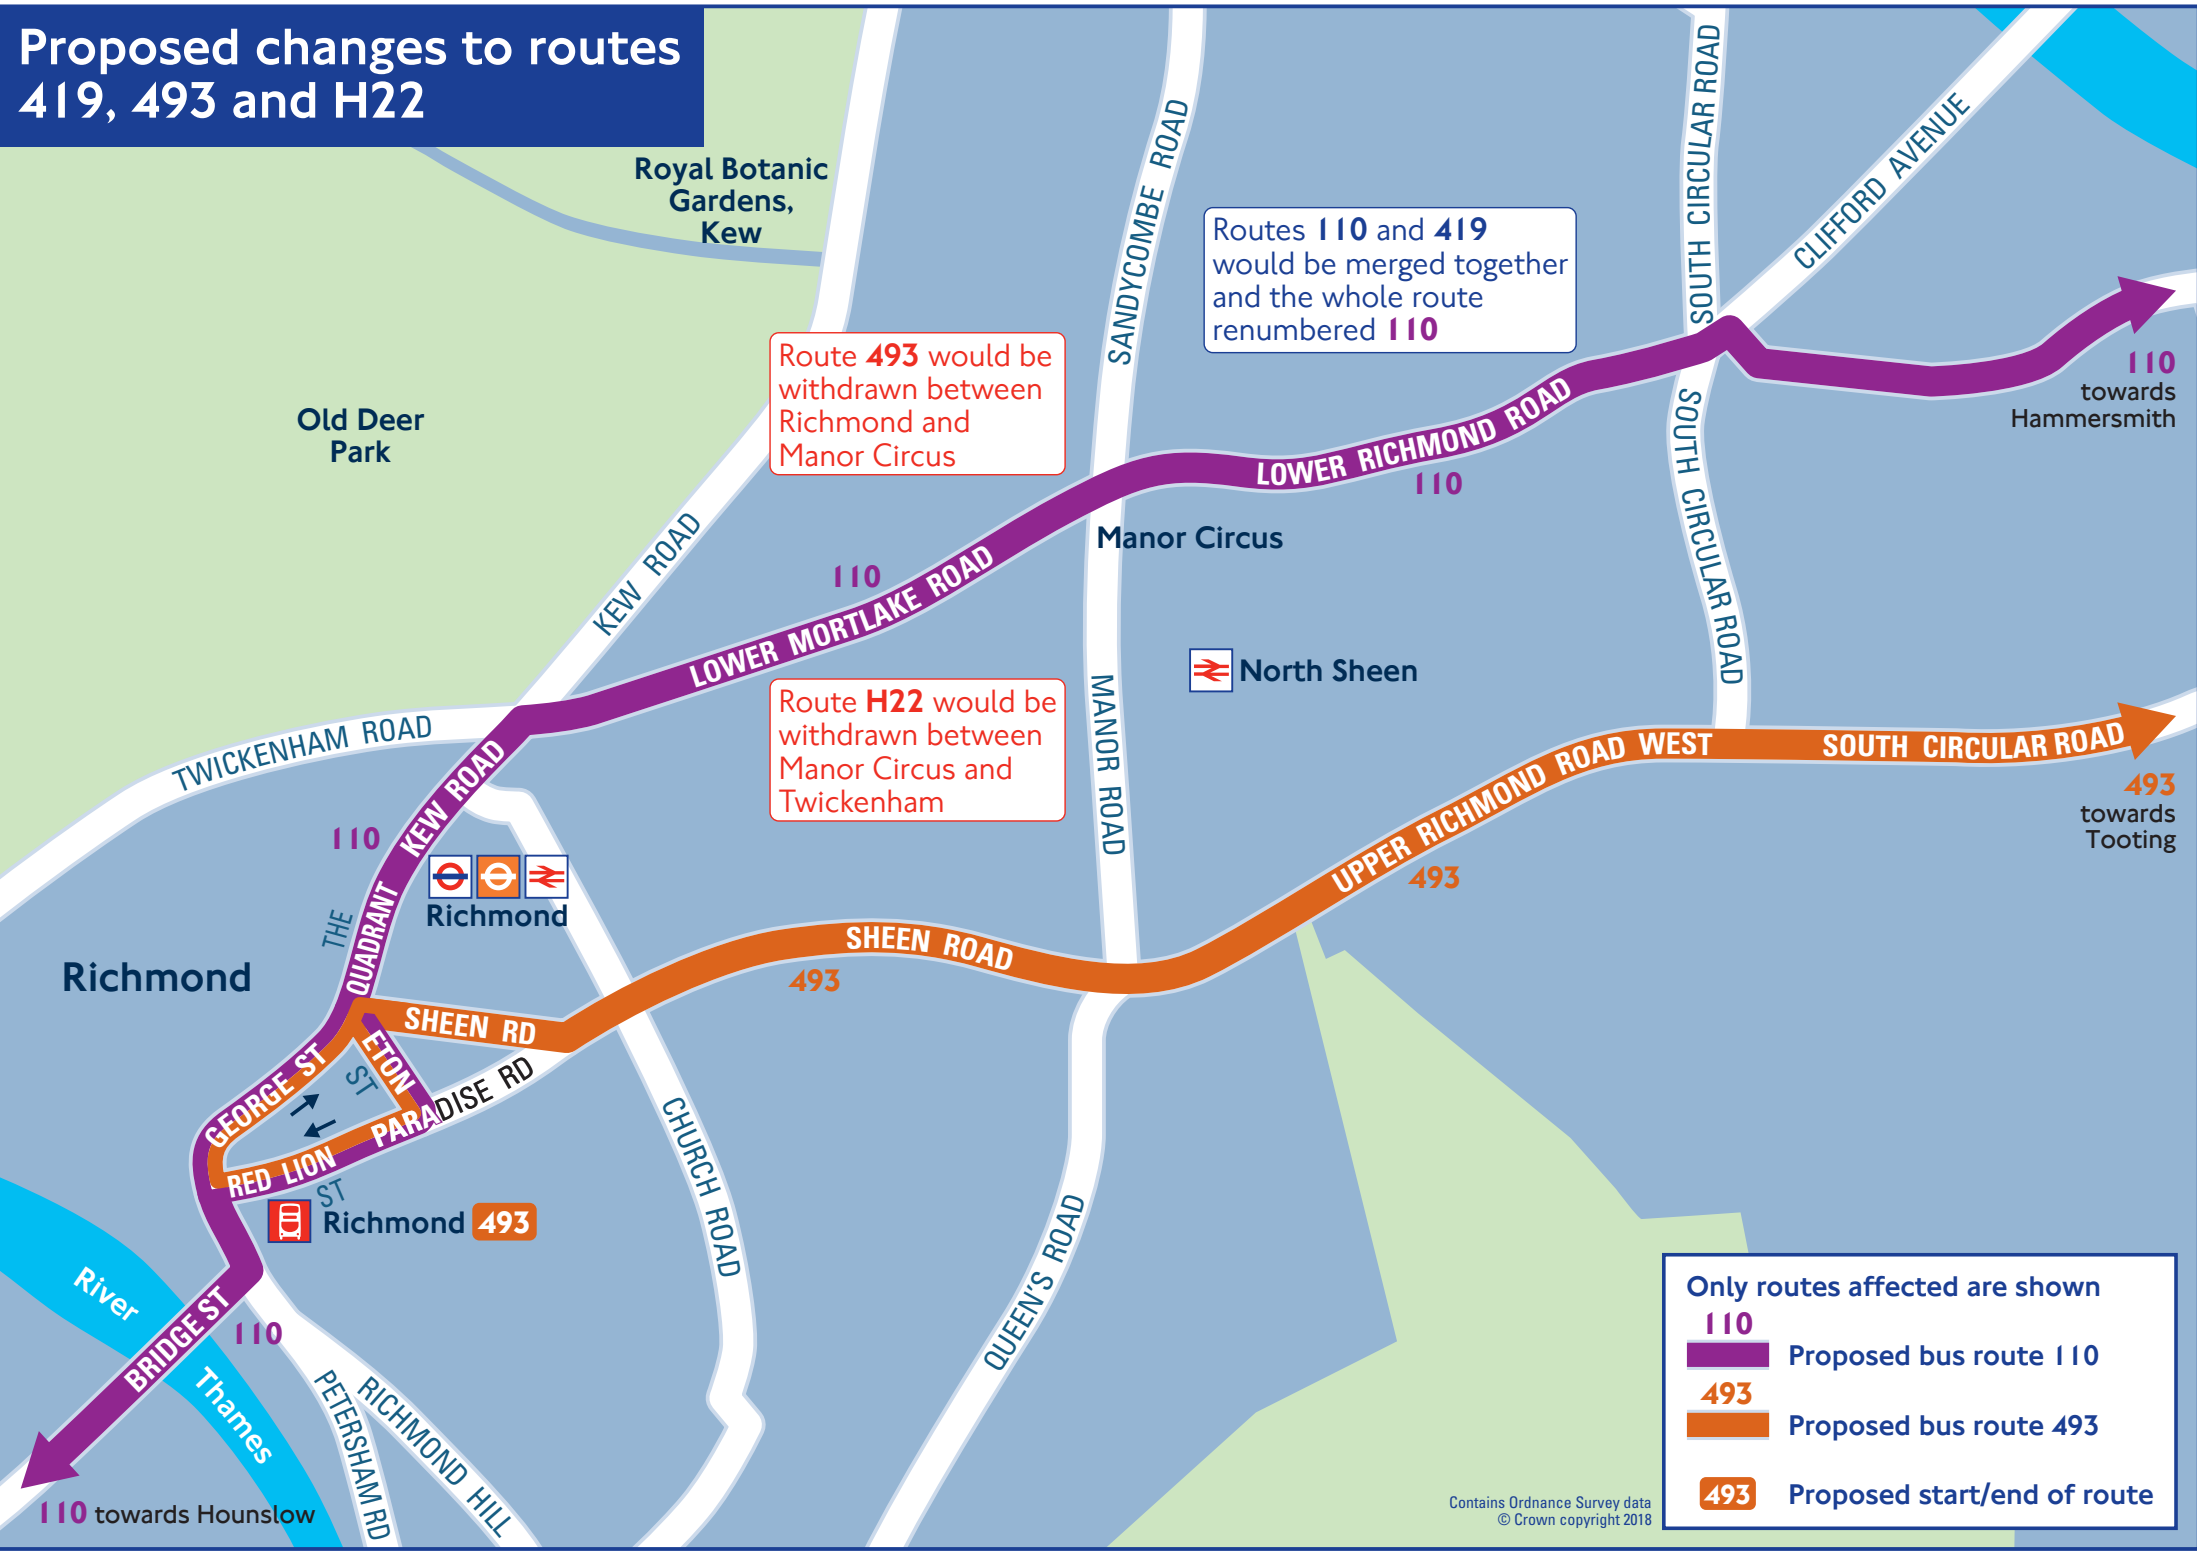 Proposed changes to routes
419, 493 and H22
Royal Botanic
Gardens,
Kew
Old Deer
Park
SANDYCOMBE ROAD
SOUTH CIRCULAR ROAD
CLIFFORD AVENUE
Routes 110 and 419
would be merged together
and the whole route
renumbered 110
Route 493 would be
withdrawn between
Richmond and
Manor Circus
110
towards
Hammersmith
LOWER RICHMOND ROAD
110
SOUTH CIRCULAR ROAD
KEW ROAD
Manor Circus
110
LOWER MORTLAKE ROAD
North Sheen
Route H22 would be
withdrawn between
Manor Circus and
Twickenham
MANOR ROAD
TWICKENHAM ROAD
KEW ROAD
110
UPPER RICHMOND ROAD WEST
SOUTH CIRCULAR ROAD
493
towards
Tooting
493
THE
QUADRANT
Richmond
Richmond
SHEEN ROAD
493
SHEEN RD
ETON
ST
GEORGE ST
PARADISE RD
RED LION
ST
Richmond 493
CHURCH ROAD
QUEEN'S ROAD
River
Thames
BRIDGE ST
110
PETERSHAM RD
RICHMOND HILL
110 towards Hounslow
Only routes affected are shown
110
Proposed bus route 110
493
Proposed bus route 493
493 Proposed start/end of route
Contains Ordnance Survey data
© Crown copyright 2018